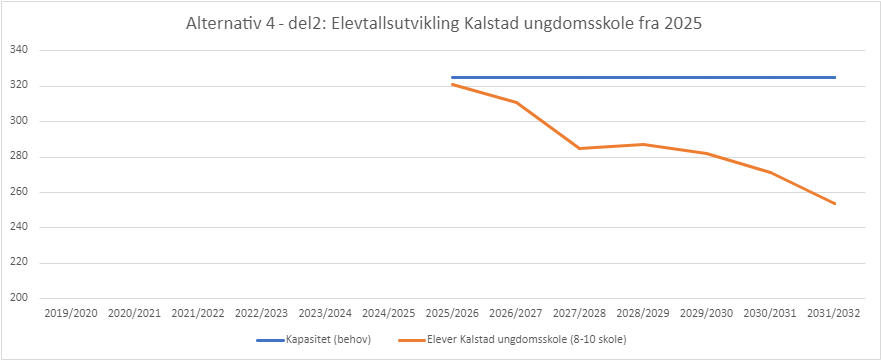 Alternativ 4 - del2: Elevtallsutvikling Kalstad ungdomsskole fra 2025
340
320
300
280
260
240
220
200
2019/2020 2020/2021 2021/2022 2022/2023 2023/2024 2024/2025 2025/2026 2026/2027 2027/2028 2028/2029 2029/2030 2030/2031 2031/2032
Kapasitet (behov) Elever Kalstad ungdomsskole (8-10 skole)